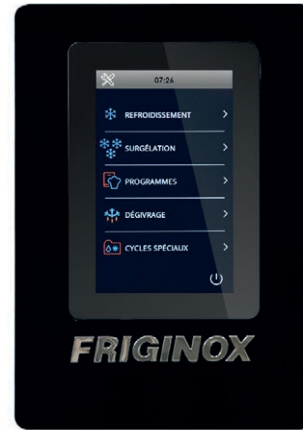 07:26
REFROIDISSEMENT
SURGÉLATION
PROGRAMMES
DÉGIVRAGE
CYCLES SPÉCIAUX
FRIGINOX